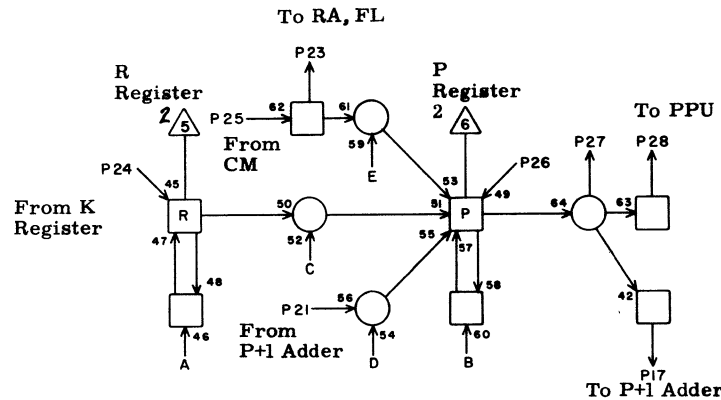 To RA, FL
P23
R
Register
2
5
P25
62
61
From
CM
59
E
P
Register
2
6
To PPU
P27
P28
P24
45
53
49
P26
From K
Register
R
50
51
P
64
63
47
52
55
57
C
48
58
42
P21
56
46
From
P+1 Adder
54
60
A
D
B
P17
To P+1 Adder